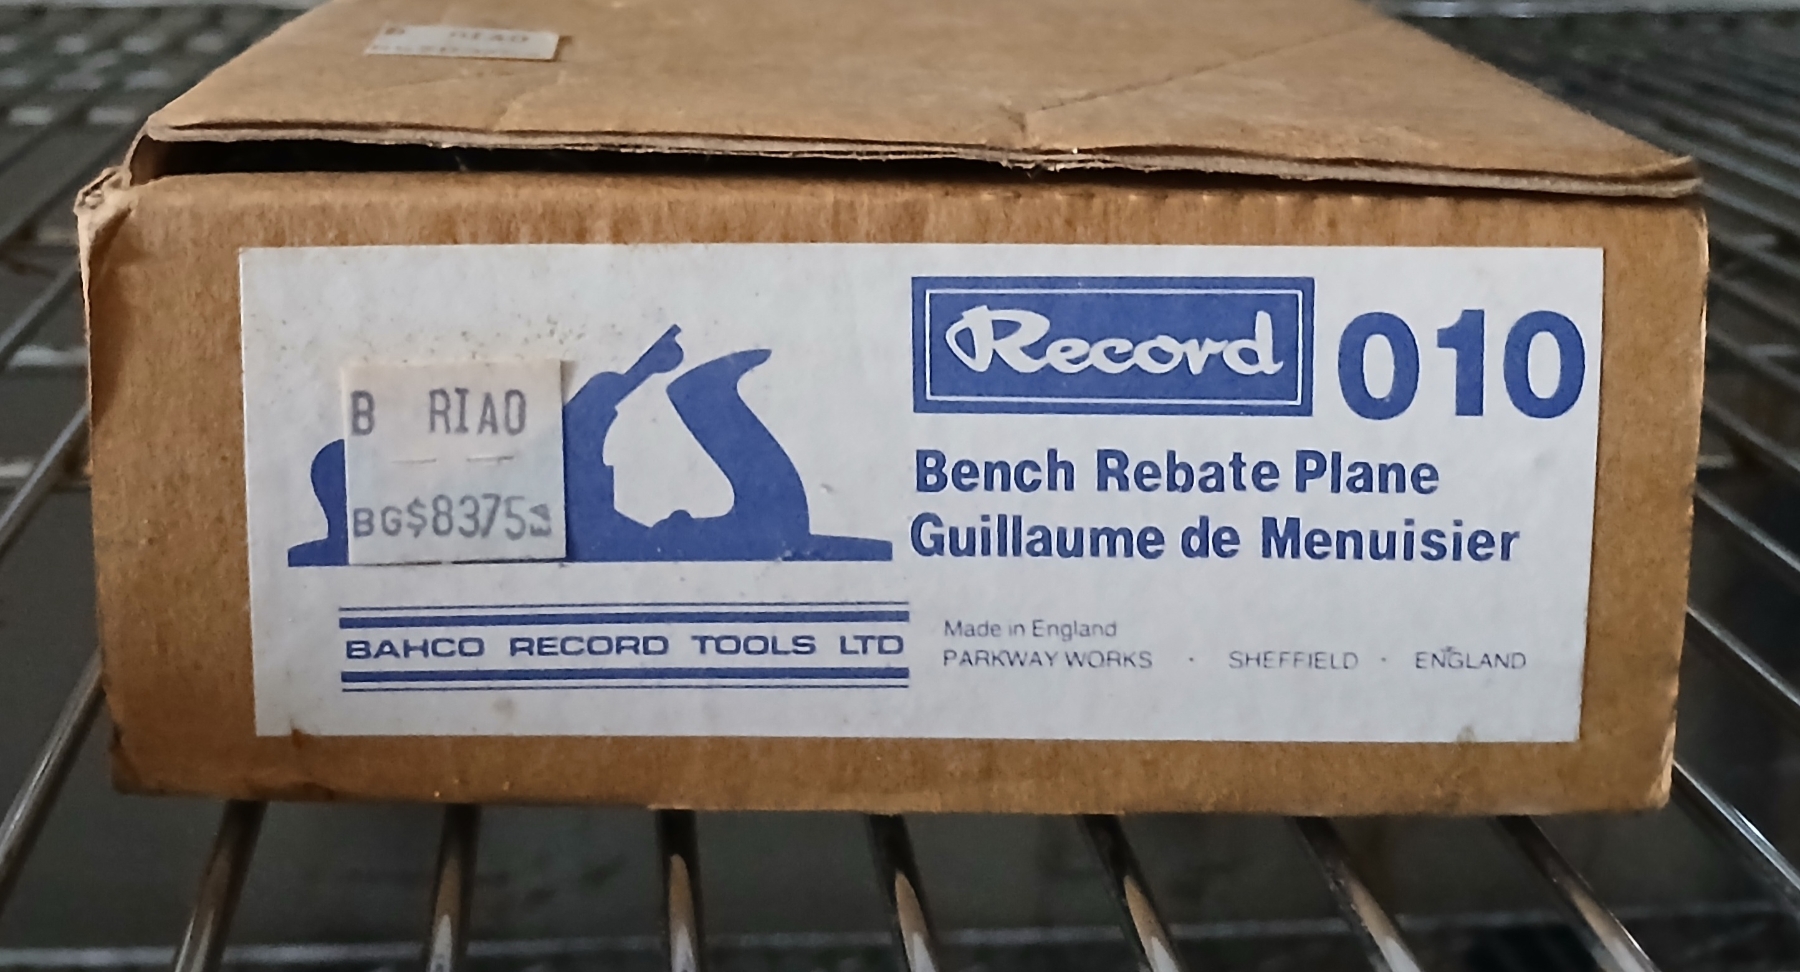 B RIAO
B RIAO
BG$8375
Record 010
Bench Rebate Plane
Guillaume de Menuisier
BAHCO RECORD TOOLS LTD
Made in England
PARKWAY WORKS · SHEFFIELD · ENGLAND